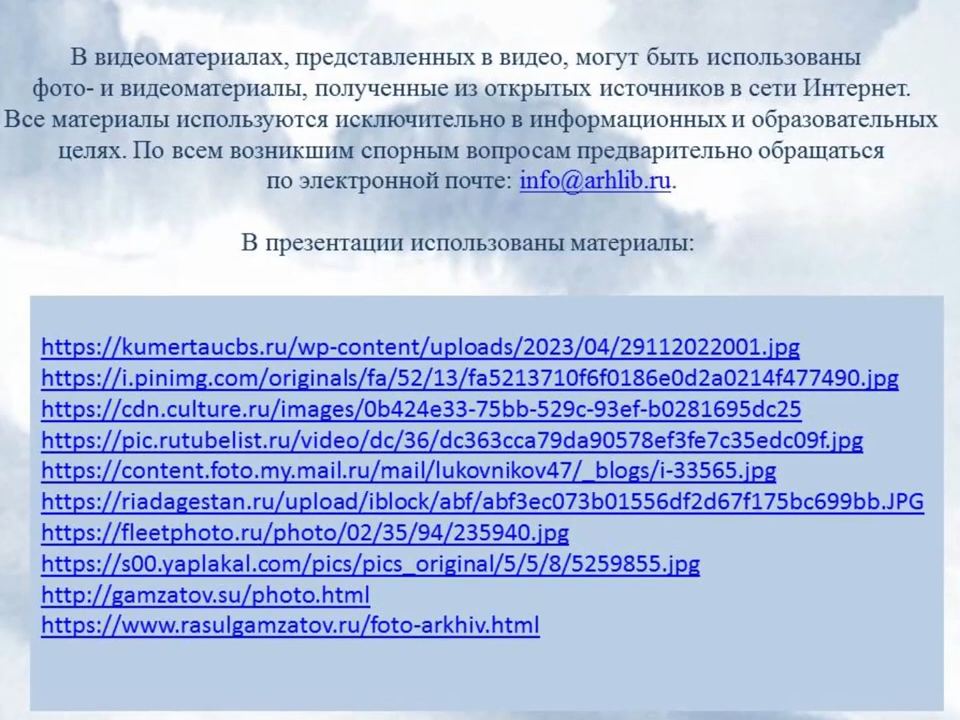 В видеоматериалах, представленных в видео, могут быть использованы
фото- и видеоматериалы, полученные из открытых источников в сети Интернет.
Все материалы используются исключительно в информационных и образовательных
целях. По всем возникшим спорным вопросам предварительно обращаться
по электронной почте: info@arhlib.ru.
В презентации использованы материалы:
https://kumertaucbs.ru/wp-content/uploads/2023/04/29112022001.jpg
https://i.pinimg.com/originals/fa/52/13/fa5213710f6f0186e0d2a0214f477490.jpg
https://cdn.culture.ru/images/0b424e33-75bb-529c-93ef-b0281695dc25
https://pic.rutubelist.ru/video/dc/36/dc363cca79da90578ef3fe7c35edc09f.jpg
https://content.foto.my.mail.ru/mail/lukovnikov47/_blogs/i-33565.jpg
https://riadagestan.ru/upload/iblock/abf/abf3ec073b01556df2d67f175bc699bb.JPG
https://fleetphoto.ru/photo/02/35/94/235940.jpg
https://s00.yaplakal.com/pics/pics_original/5/5/8/5259855.jpg
http://gamzatov.su/photo.html
https://www.rasulgamzatov.ru/foto-arkhiv.html